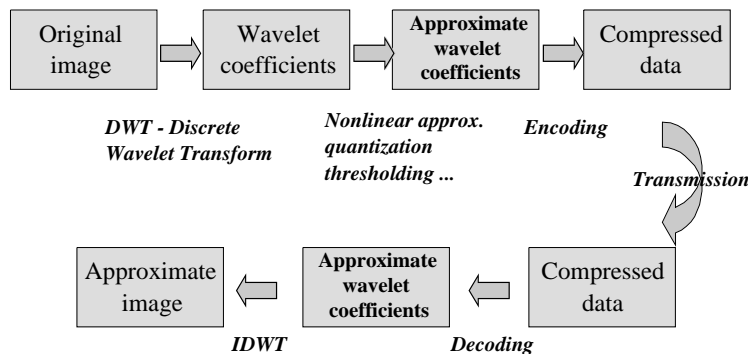 Original
image
Wavelet
coefficients
Approximate
wavelet
coefficients
Compressed
data
DWT - Discrete
Wavelet Transform
Nonlinear approx.
quantization
thresholding ...
Encoding
Transmission
Approximate
image
Approximate
wavelet
coefficients
Compressed
data
IDWT
Decoding